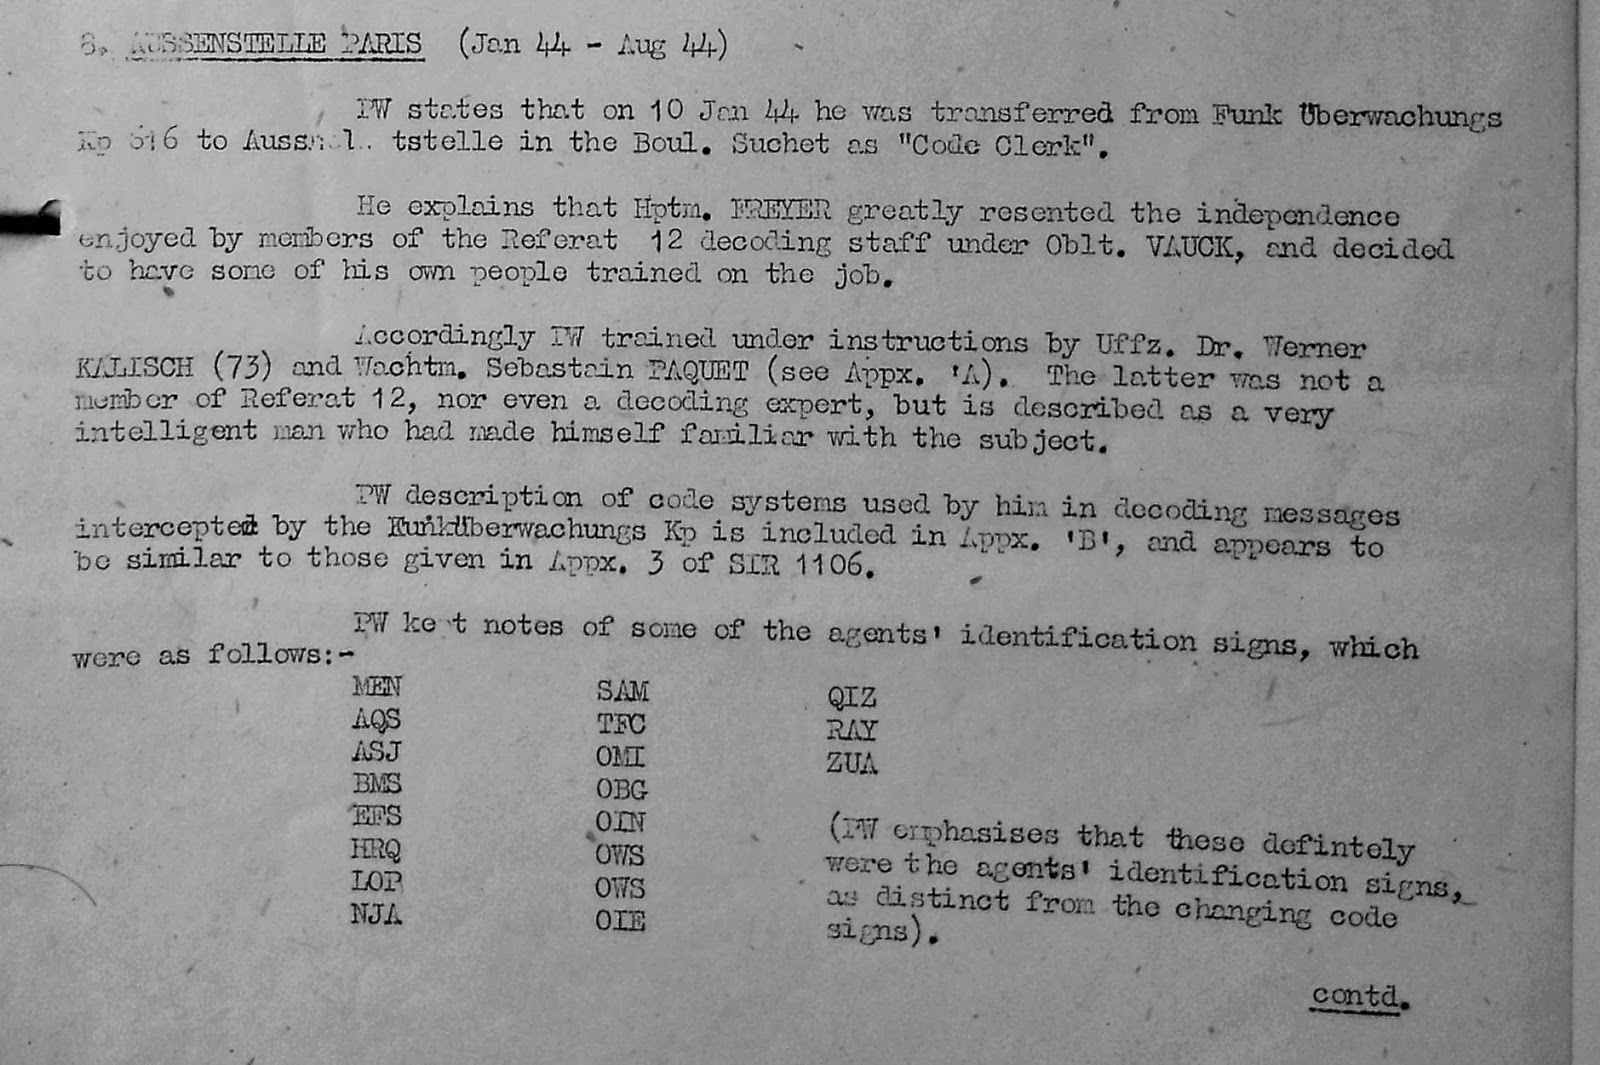 8. AUSSENSTELLE PARIS (Jan 44 - Aug 44)
PW states that on 10 Jan 44 he was transferred from Funk Überwachungs
Kp 616 to tstelle in the Boul. Suchet as "Code Clerk".
He explains that Hptm. FREYER greatly resented the independence
enjoyed by members of the Referat 12 decoding staff under Oblt. VAUCK, and decided
to have some of his own people trained on the job.
Accordingly PW trained under instructions by Uffz. Dr. Werner
KALISCH (73) and Wachtm. Sebastain PAQUET (see Appx. 'A). The latter was not a
member of Referat 12, nor even a decoding expert, but is described as a very
intelligent man who had made himself familiar with the subject.
PW description of code systems used by him in decoding messages
intercepted by the Funküberwachungs Kp is included in Appx. 'B', and appears to
be similar to those given in Appx. 3 of SIR 1106.
PW ke t notes of some of the agents' identification signs, which
were as follows:-
MEN SAM QIZ
AQS TFC RAY
ASJ OMI ZUA
BMS OBG
EFS OIN
HRQ OWS
LOP OWS
NJA OIE
(PW emphasises that these defintely
were the agents' identification signs,
as distinct from the changing code
signs).
contd.